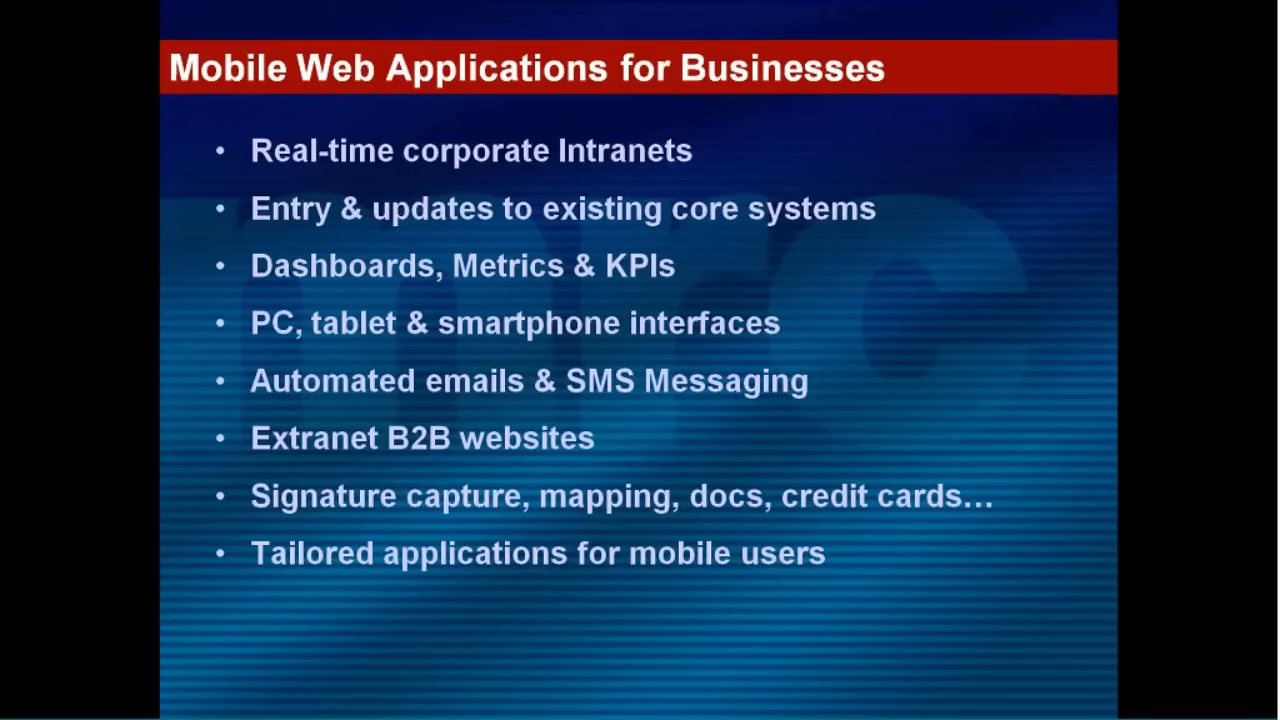 Mobile Web Applications for Businesses
• Real-time corporate Intranets
• Entry & updates to existing core systems
• Dashboards, Metrics & KPIs
• PC, tablet & smartphone interfaces
• Automated emails & SMS Messaging
• Extranet B2B websites
• Signature capture, mapping, docs, credit cards…
• Tailored applications for mobile users
mrc